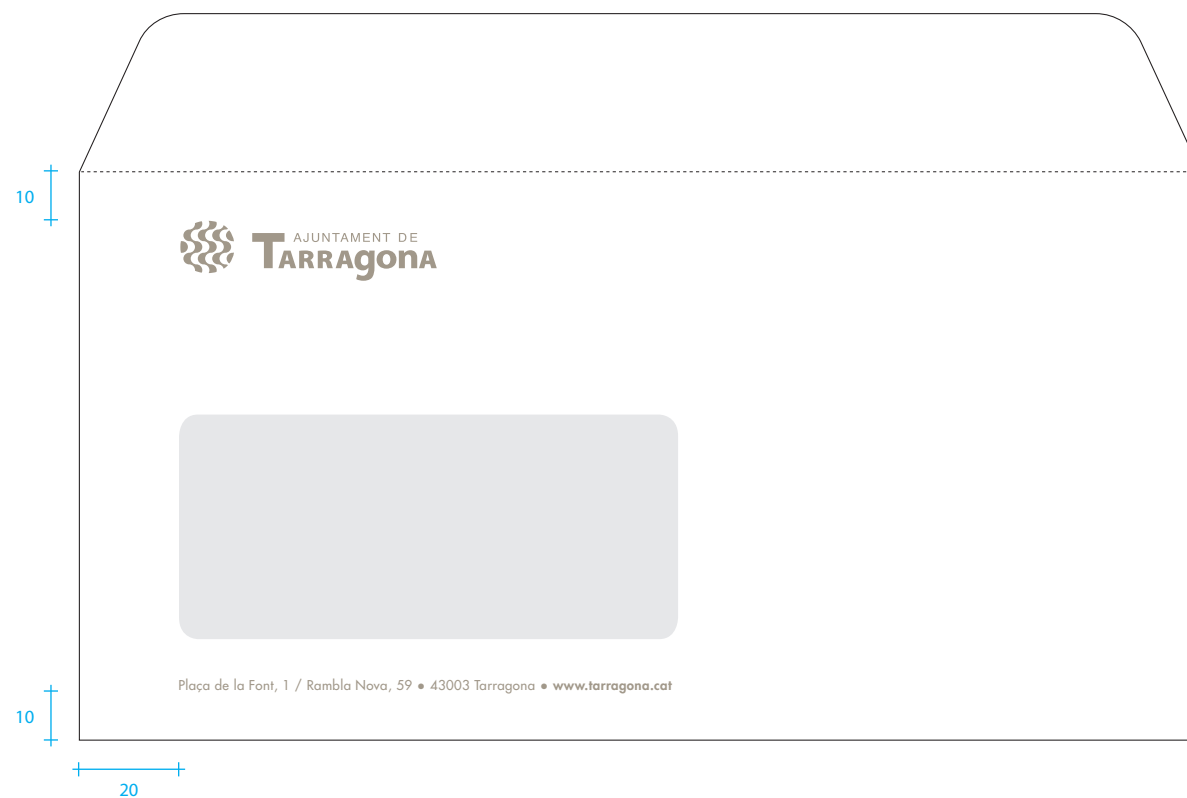 10
AJUNTAMENT DE
TARRAgonA
Plaça de la Font, 1 / Rambla Nova, 59 ● 43003 Tarragona ● www.tarragona.cat
10
20